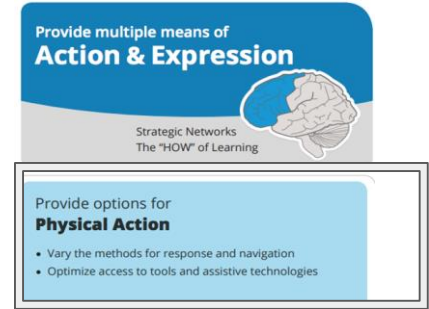 Provide multiple means of
Action & Expression
Strategic Networks
The "HOW" of Learning
Provide options for
Physical Action
• Vary the methods for response and navigation
• Optimize access to tools and assistive technologies